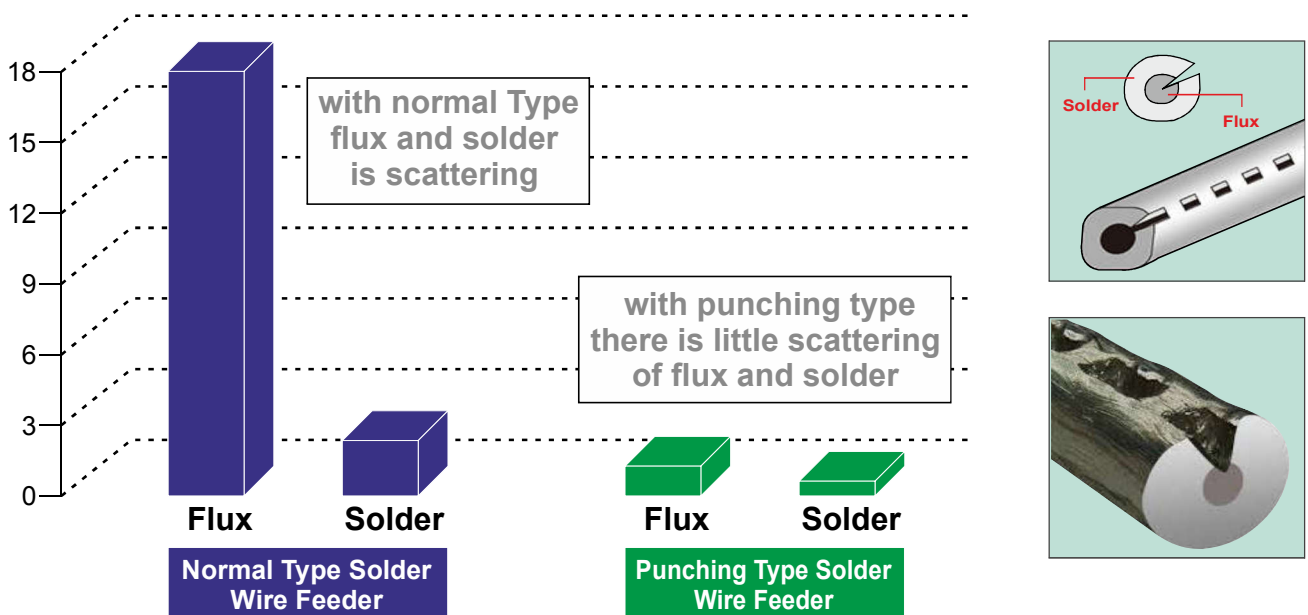 18
15
12
9
6
3
0
with normal Type
flux and solder
is scattering
with punching type
there is little scattering
of flux and solder
Flux
Solder
Flux
Solder
Normal Type Solder
Wire Feeder
Punching Type Solder
Wire Feeder
Solder
Flux